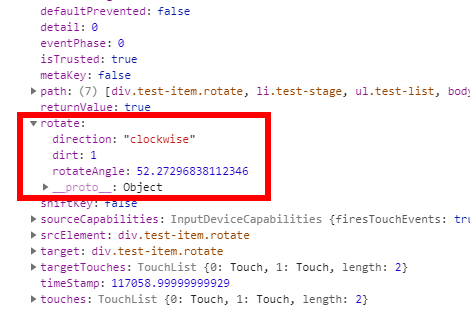 defaultPrevented: false
detail: 0
eventPhase: 0
isTrusted: true
metaKey: false
path: (7) [div.test-item.rotate, li.test-stage, ul.test-list, body
returnValue: true
rotate:
direction: "clockwise"
dirt: 1
rotateAngle: 52.27296838112346
__proto__: Object
shiftKey: false
sourceCapabilities: InputDeviceCapabilities {firesTouchEvents: tru
srcElement: div.test-item.rotate
target: div.test-item.rotate
targetTouches: TouchList {0: Touch, 1: Touch, length: 2}
timeStamp: 117058.99999999929
touches: TouchList {0: Touch, 1: Touch, length: 2}